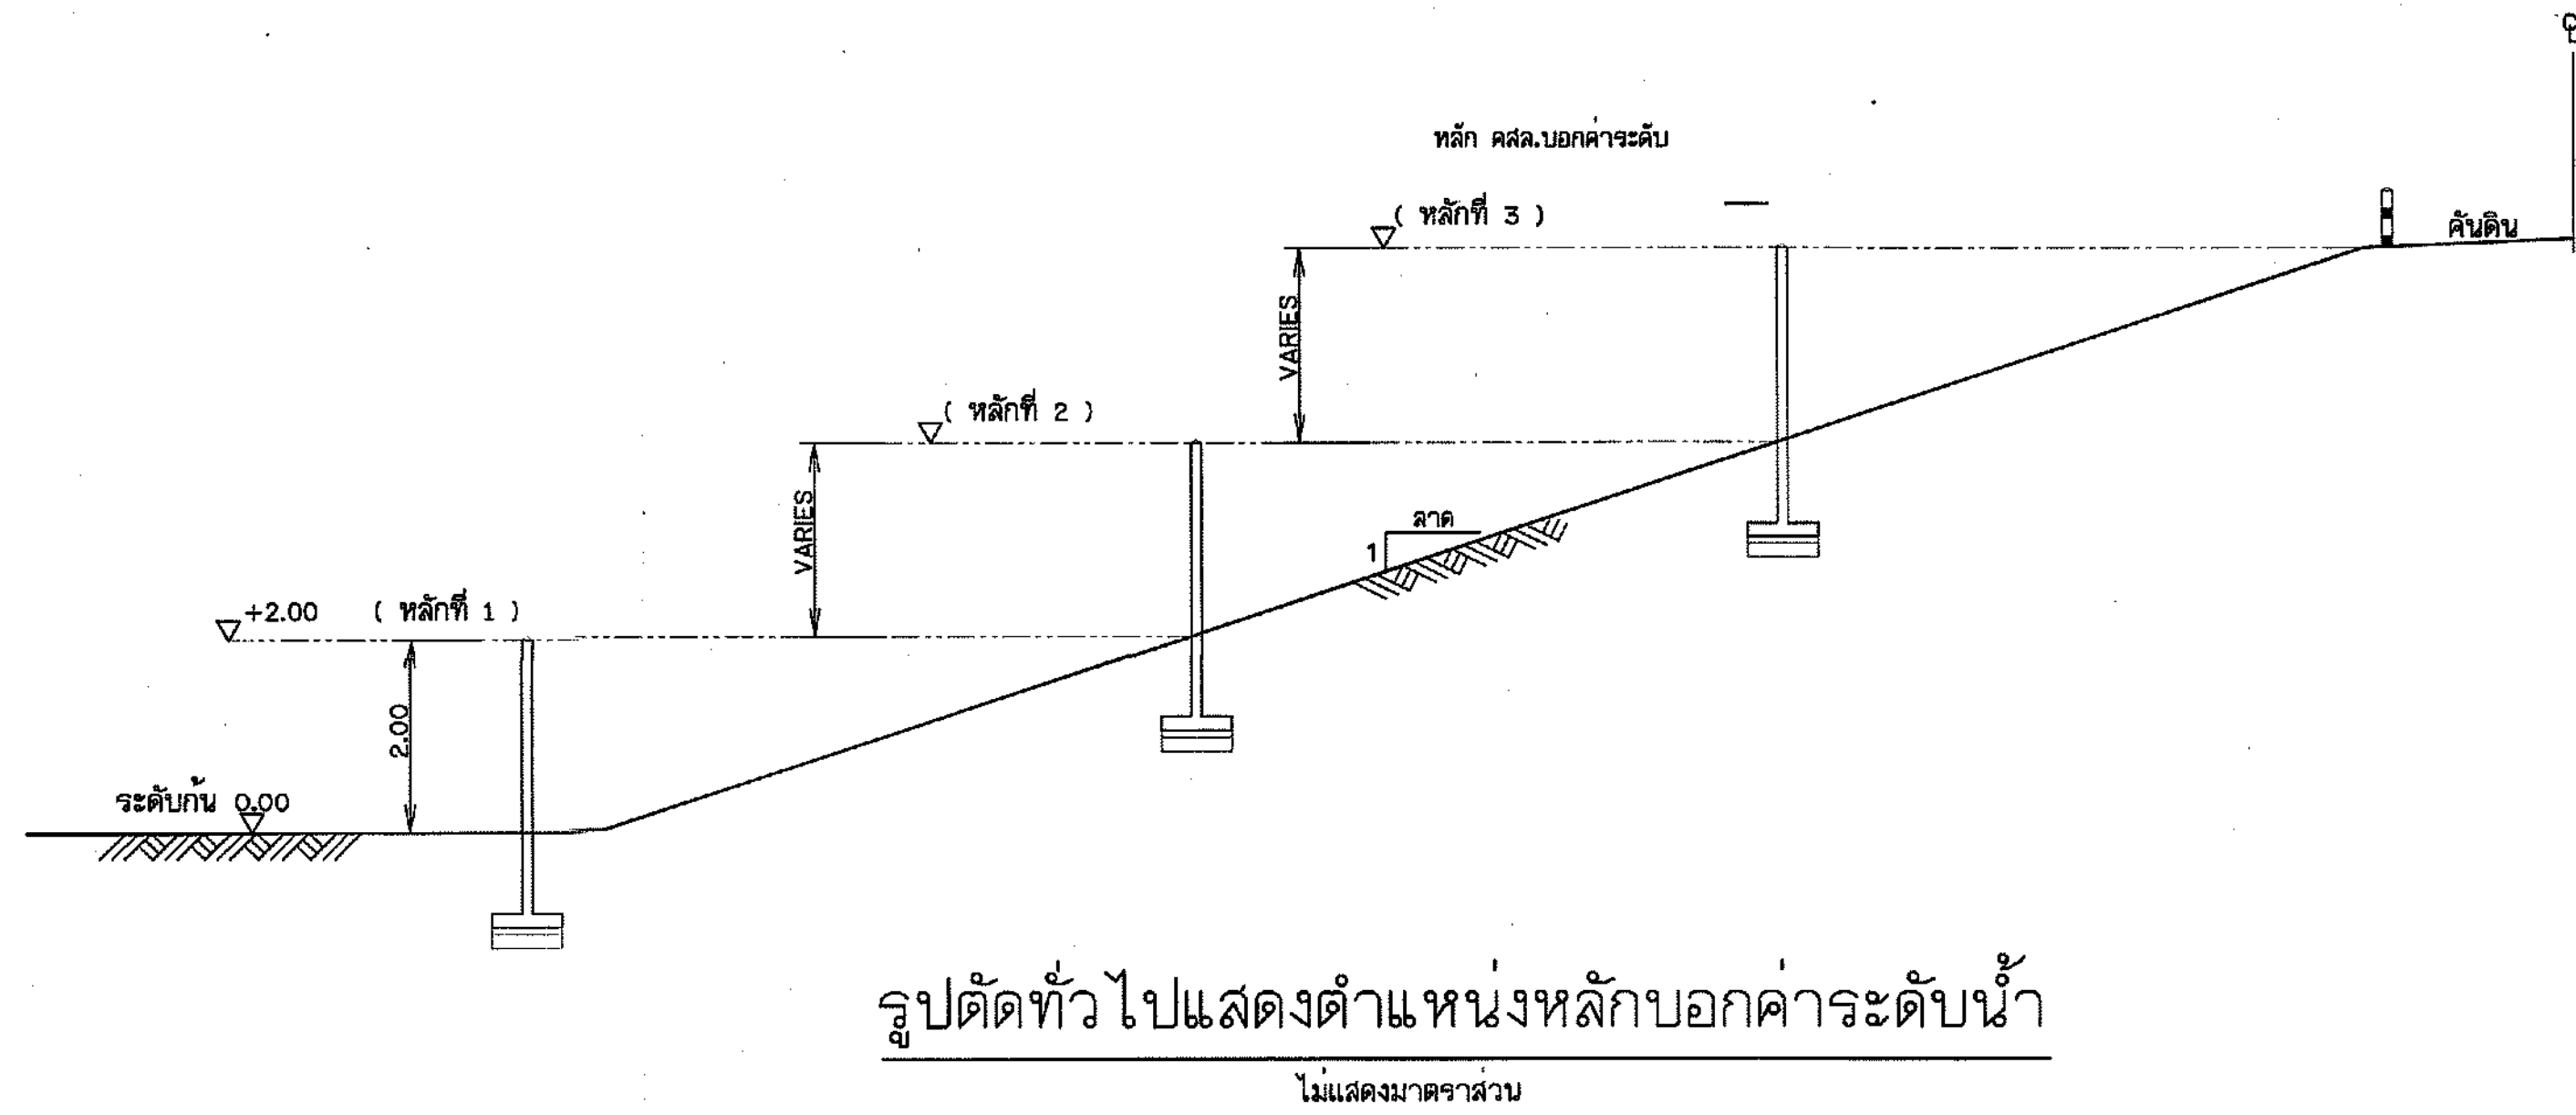 ℄
หลัก คสล.บอกค่าระดับ
( หลักที่ 3 )
คันดิน
VARIES
( หลักที่ 2 )
VARIES
ลาด
1
+2.00 ( หลักที่ 1 )
2.00
ระดับก้น 0.00
รูปตัดทั่วไปแสดงตำแหน่งหลักบอกค่าระดับน้ำ
ไม่แสดงมาตราส่วน